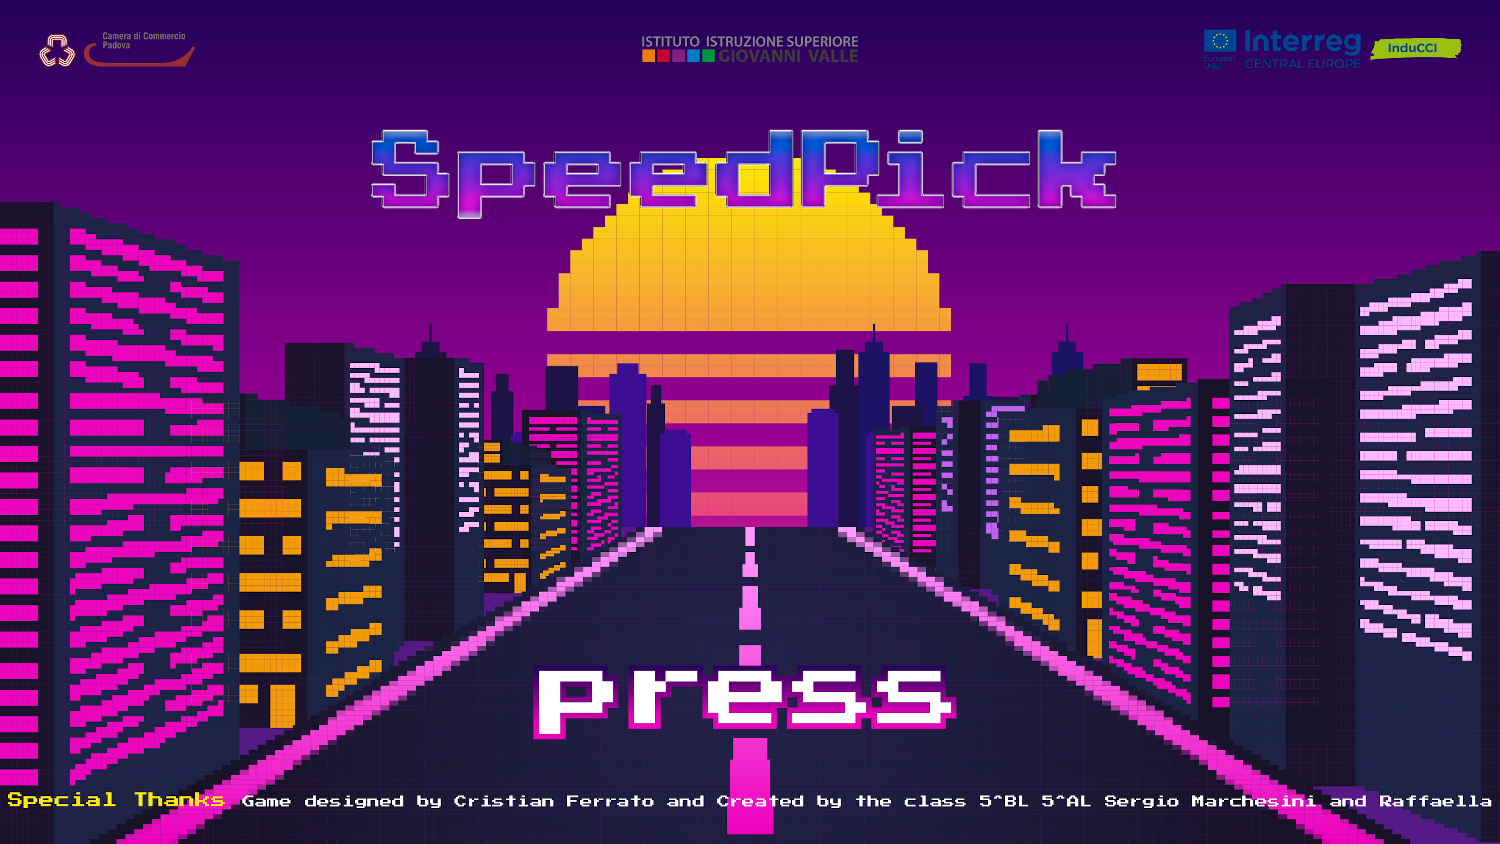 Camera di Commercio
Padova
ISTITUTO ISTRUZIONE SUPERIORE
GIOVANNI VALLE
Interreg
European
Union
CENTRAL EUROPE
InduCCI
SpeedPick
press
Special Thanks Game designed by Cristian Ferrato and Created by the class 5^BL 5^AL Sergio Marchesini and Raffaella